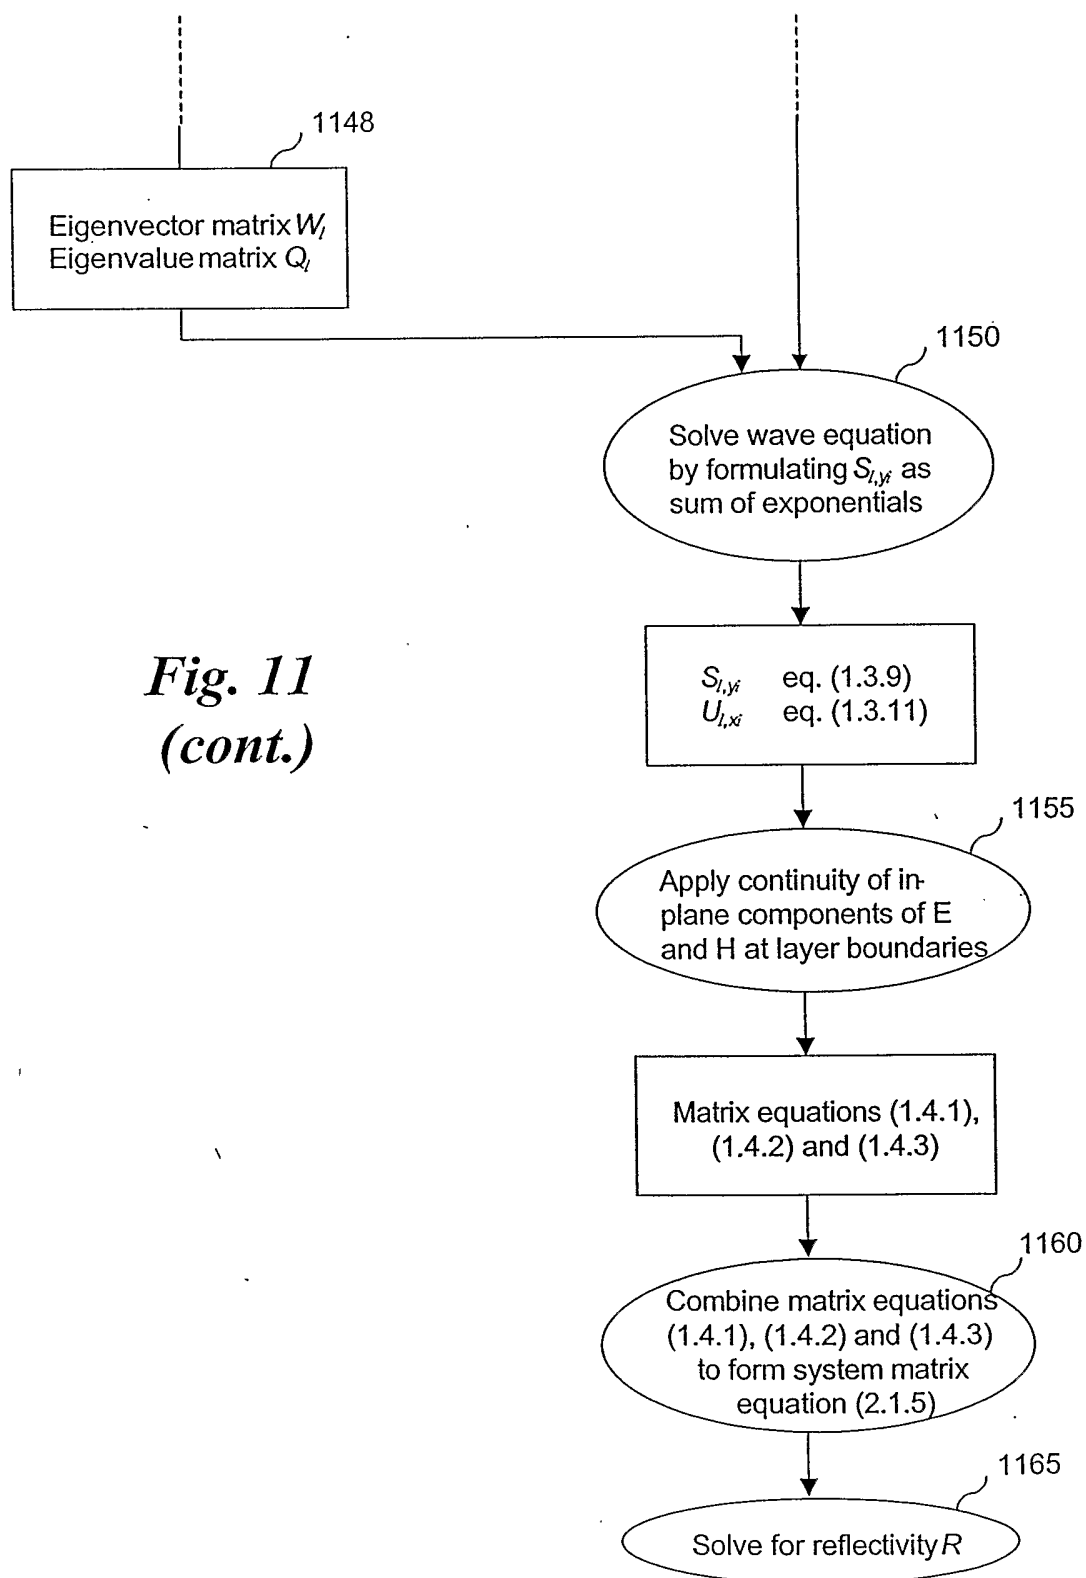 1148
Eigenvector matrix W_l
Eigenvalue matrix Q_l
1150
Solve wave equation
by formulating S_{l,yi} as
sum of exponentials
Fig. 11
(cont.)
S_{l,yi} eq. (1.3.9)
U_{l,xi} eq. (1.3.11)
1155
Apply continuity of in-
plane components of E
and H at layer boundaries
Matrix equations (1.4.1),
(1.4.2) and (1.4.3)
1160
Combine matrix equations
(1.4.1), (1.4.2) and (1.4.3)
to form system matrix
equation (2.1.5)
1165
Solve for reflectivity R